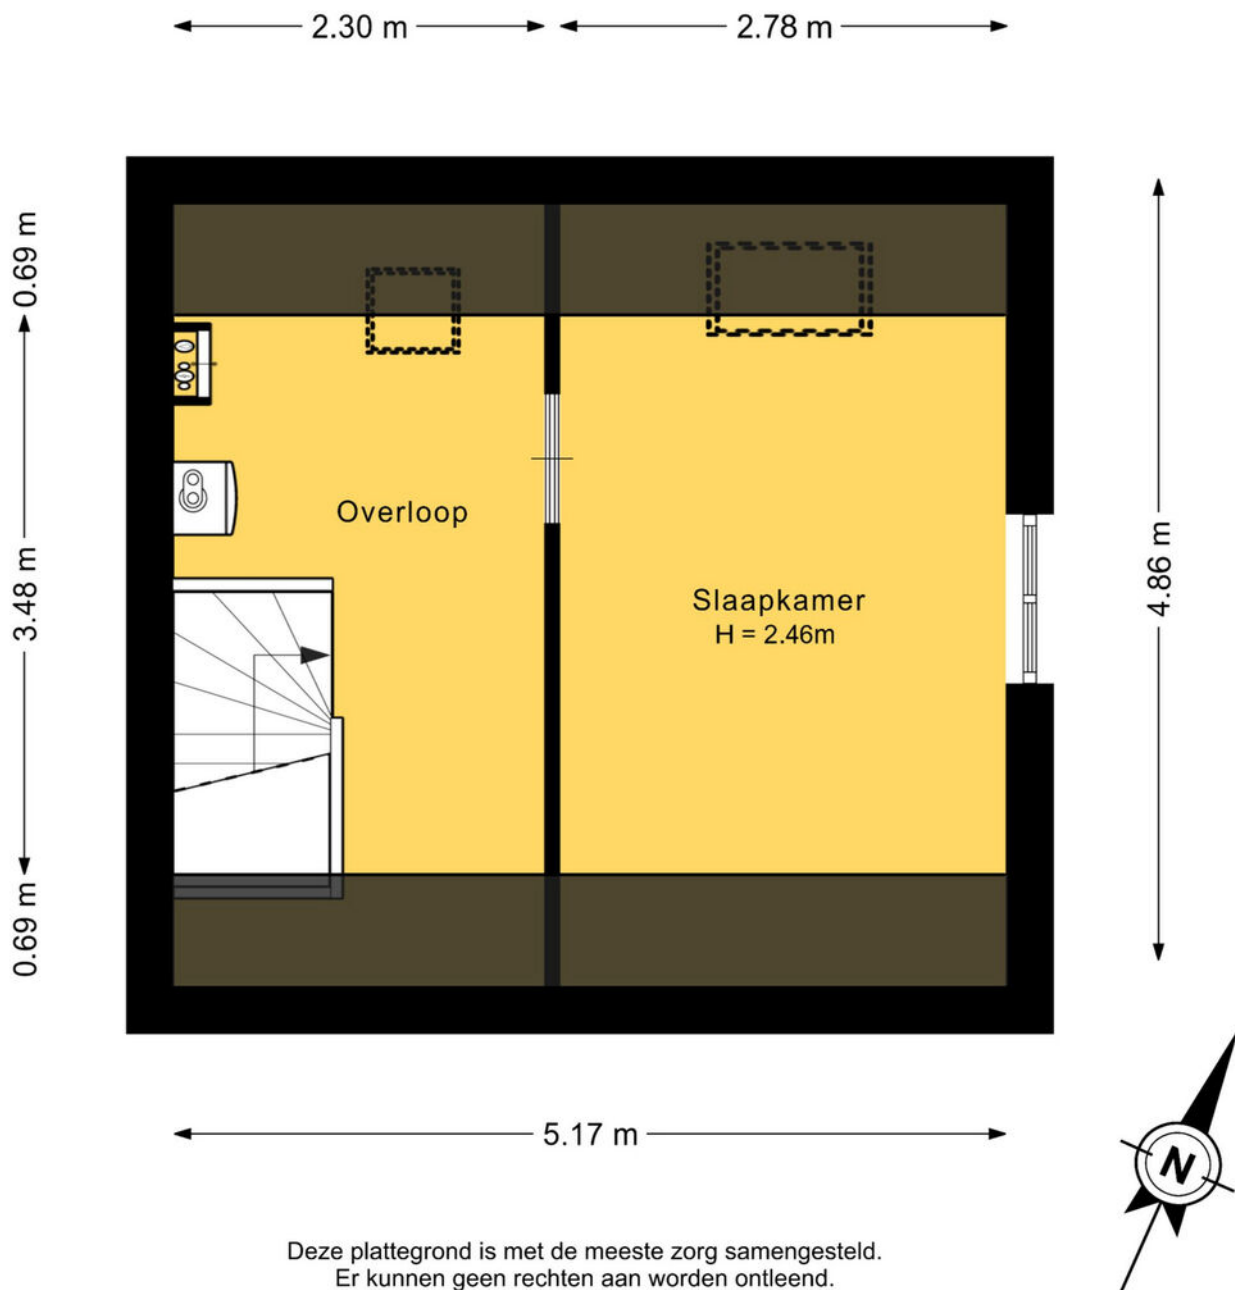 2.30 m
2.78 m
0.69 m
3.48 m
0.69 m
4.86 m
Overloop
Slaapkamer
H = 2.46m
5.17 m
N
Deze plattegrond is met de meeste zorg samengesteld.
Er kunnen geen rechten aan worden ontleend.